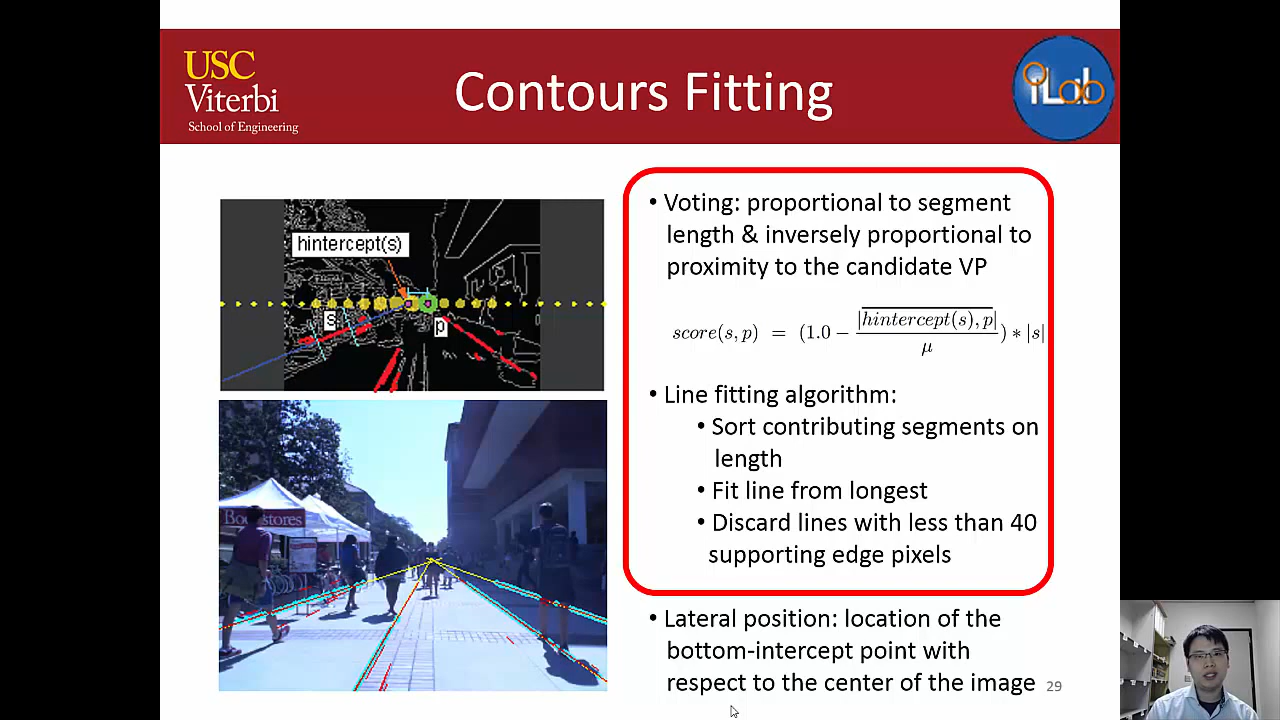 USC
Viterbi
School of Engineering
Contours Fitting
iLab
hintercept(s)
s
p
Bookstores
• Voting: proportional to segment
length & inversely proportional to
proximity to the candidate VP
score(s, p) = (1.0 − |hintercept(s), p| / μ) ∗ |s|
• Line fitting algorithm:
• Sort contributing segments on
length
• Fit line from longest
• Discard lines with less than 40
supporting edge pixels
• Lateral position: location of the
bottom-intercept point with
respect to the center of the image
29